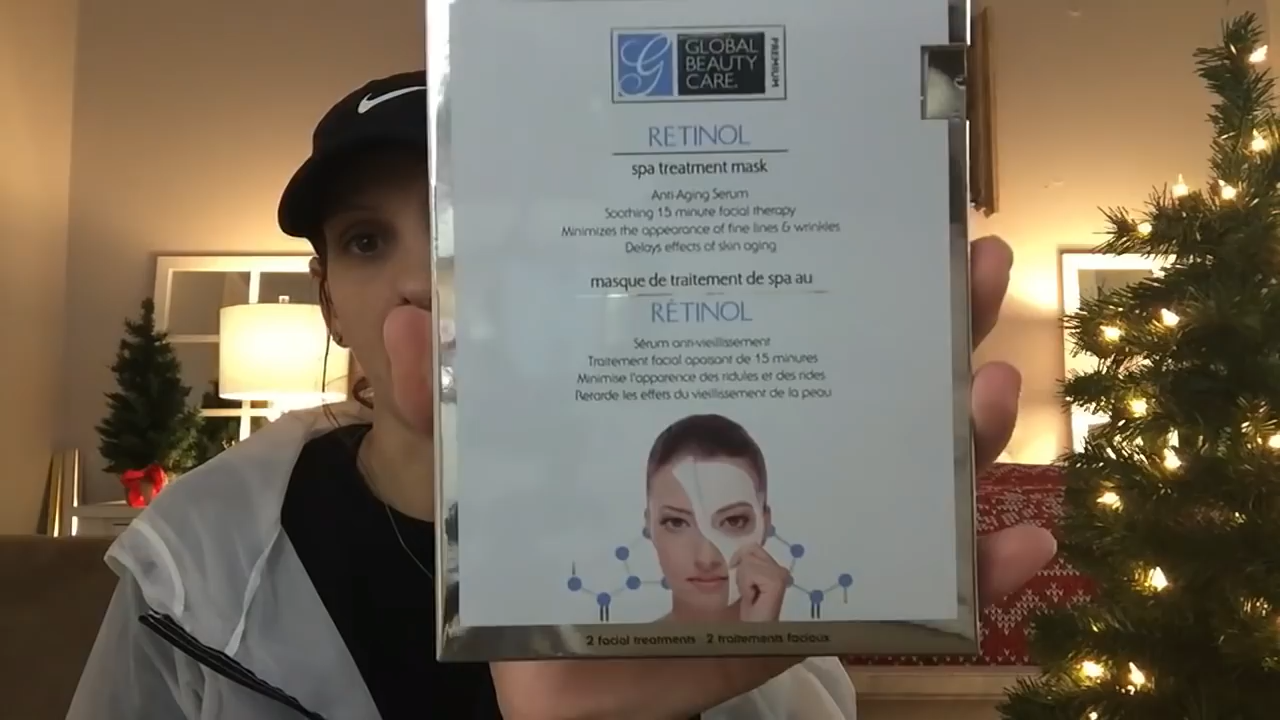 GLOBAL
BEAUTY
CARE.
PREMIUM
RETINOL
spa treatment mask
Anti-Aging Serum
Soothing 15 minute facial therapy
Minimizes the appearance of fine lines & wrinkles
Delays effects of skin aging
masque de traitement de spa au
RÉTINOL
Sérum anti-vieillissement
Traitement facial apaisant de 15 minutes
Minimise l'apparence des ridules et des rides
Retarde les effets du vieillissement de la peau
2 facial treatments 2 traitements faciaux